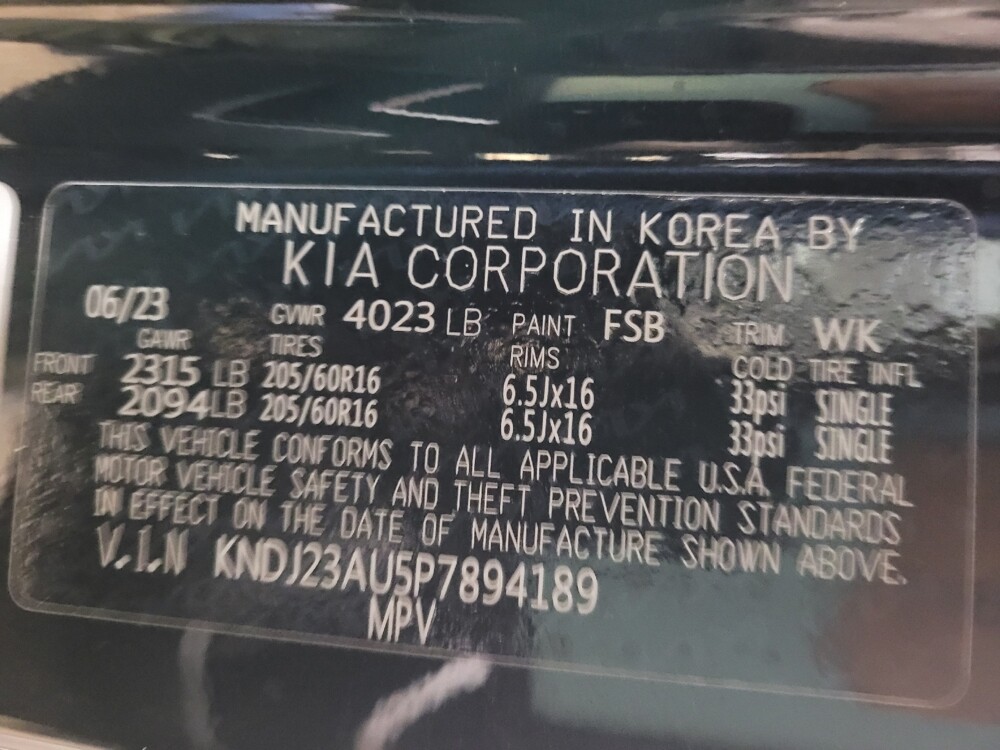 MANUFACTURED IN KOREA BY
KIA CORPORATION
06/23 GVWR 4023 LB PAINT FSB TRIM WK
GAWR TIRES RIMS COLD TIRE INFL
FRONT 2315 LB 205/60R16 6.5Jx16 33psi SINGLE
REAR 2094LB 205/60R16 6.5Jx16 33psi SINGLE
THIS VEHICLE CONFORMS TO ALL APPLICABLE U.S.A. FEDERAL
MOTOR VEHICLE SAFETY AND THEFT PREVENTION STANDARDS
IN EFFECT ON THE DATE OF MANUFACTURE SHOWN ABOVE.
V.I.N KNDJ23AU5P7894189
MPV